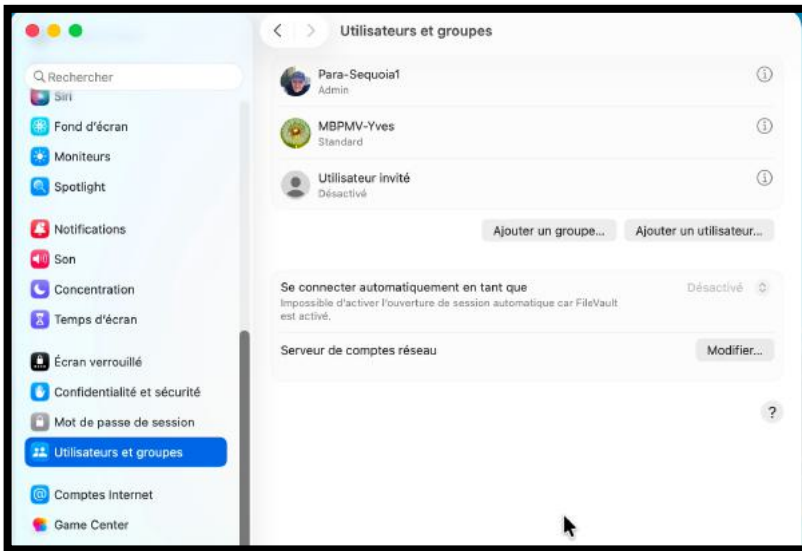 Utilisateurs et groupes
Rechercher
Siri
Fond d'écran
Moniteurs
Spotlight
Notifications
Son
Concentration
Temps d'écran
Écran verrouillé
Confidentialité et sécurité
Mot de passe de session
Utilisateurs et groupes
Comptes Internet
Game Center
Para-Sequoia1
Admin
MBPMV-Yves
Standard
Utilisateur invité
Désactivé
Ajouter un groupe... Ajouter un utilisateur...
Se connecter automatiquement en tant que Désactivé
Impossible d'activer l'ouverture de session automatique car FileVault
est activé.
Serveur de comptes réseau Modifier...
?